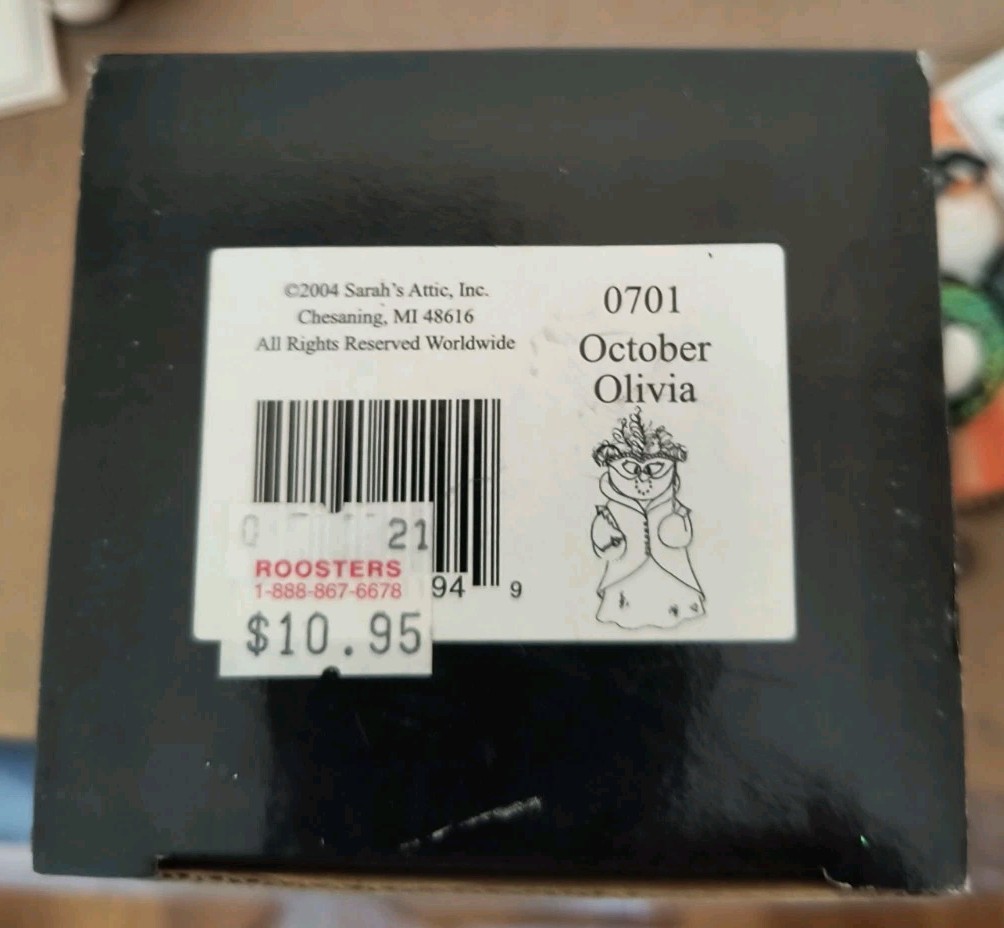 ©2004 Sarah's Attic, Inc.
Chesaning, MI 48616
All Rights Reserved Worldwide
0701
October
Olivia
21
ROOSTERS
1-888-867-6678
$10.95
94 9